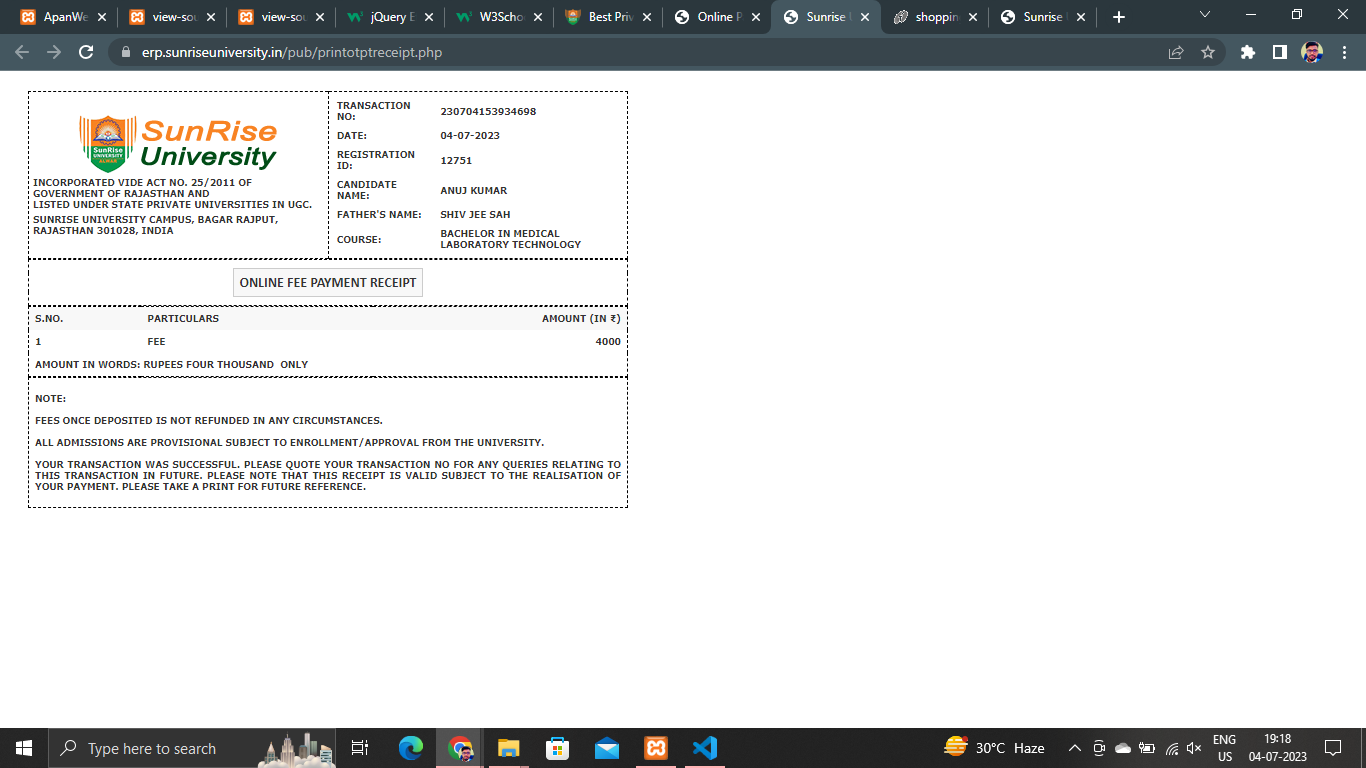 ApanWe
view-sou
view-sou
jQuery E
W3Scho
Best Priv
Online P
Sunrise
shopping
Sunrise
erp.sunriseuniversity.in/pub/printotptreceipt.php
SunRise
University
SunRise
UNIVERSITY
ALWAR
INCORPORATED VIDE ACT NO. 25/2011 OF
GOVERNMENT OF RAJASTHAN AND
LISTED UNDER STATE PRIVATE UNIVERSITIES IN UGC.
SUNRISE UNIVERSITY CAMPUS, BAGAR RAJPUT,
RAJASTHAN 301028, INDIA
TRANSACTION NO: 230704153934698
DATE: 04-07-2023
REGISTRATION ID: 12751
CANDIDATE NAME: ANUJ KUMAR
FATHER'S NAME: SHIV JEE SAH
COURSE: BACHELOR IN MEDICAL
LABORATORY TECHNOLOGY
ONLINE FEE PAYMENT RECEIPT
S.NO. PARTICULARS AMOUNT (IN ₹)
1 FEE 4000
AMOUNT IN WORDS: RUPEES FOUR THOUSAND ONLY
NOTE:
FEES ONCE DEPOSITED IS NOT REFUNDED IN ANY CIRCUMSTANCES.
ALL ADMISSIONS ARE PROVISIONAL SUBJECT TO ENROLLMENT/APPROVAL FROM THE UNIVERSITY.
YOUR TRANSACTION WAS SUCCESSFUL. PLEASE QUOTE YOUR TRANSACTION NO FOR ANY QUERIES RELATING TO
THIS TRANSACTION IN FUTURE. PLEASE NOTE THAT THIS RECEIPT IS VALID SUBJECT TO THE REALISATION OF
YOUR PAYMENT. PLEASE TAKE A PRINT FOR FUTURE REFERENCE.
Type here to search
30°C Haze
ENG
US
19:18
04-07-2023